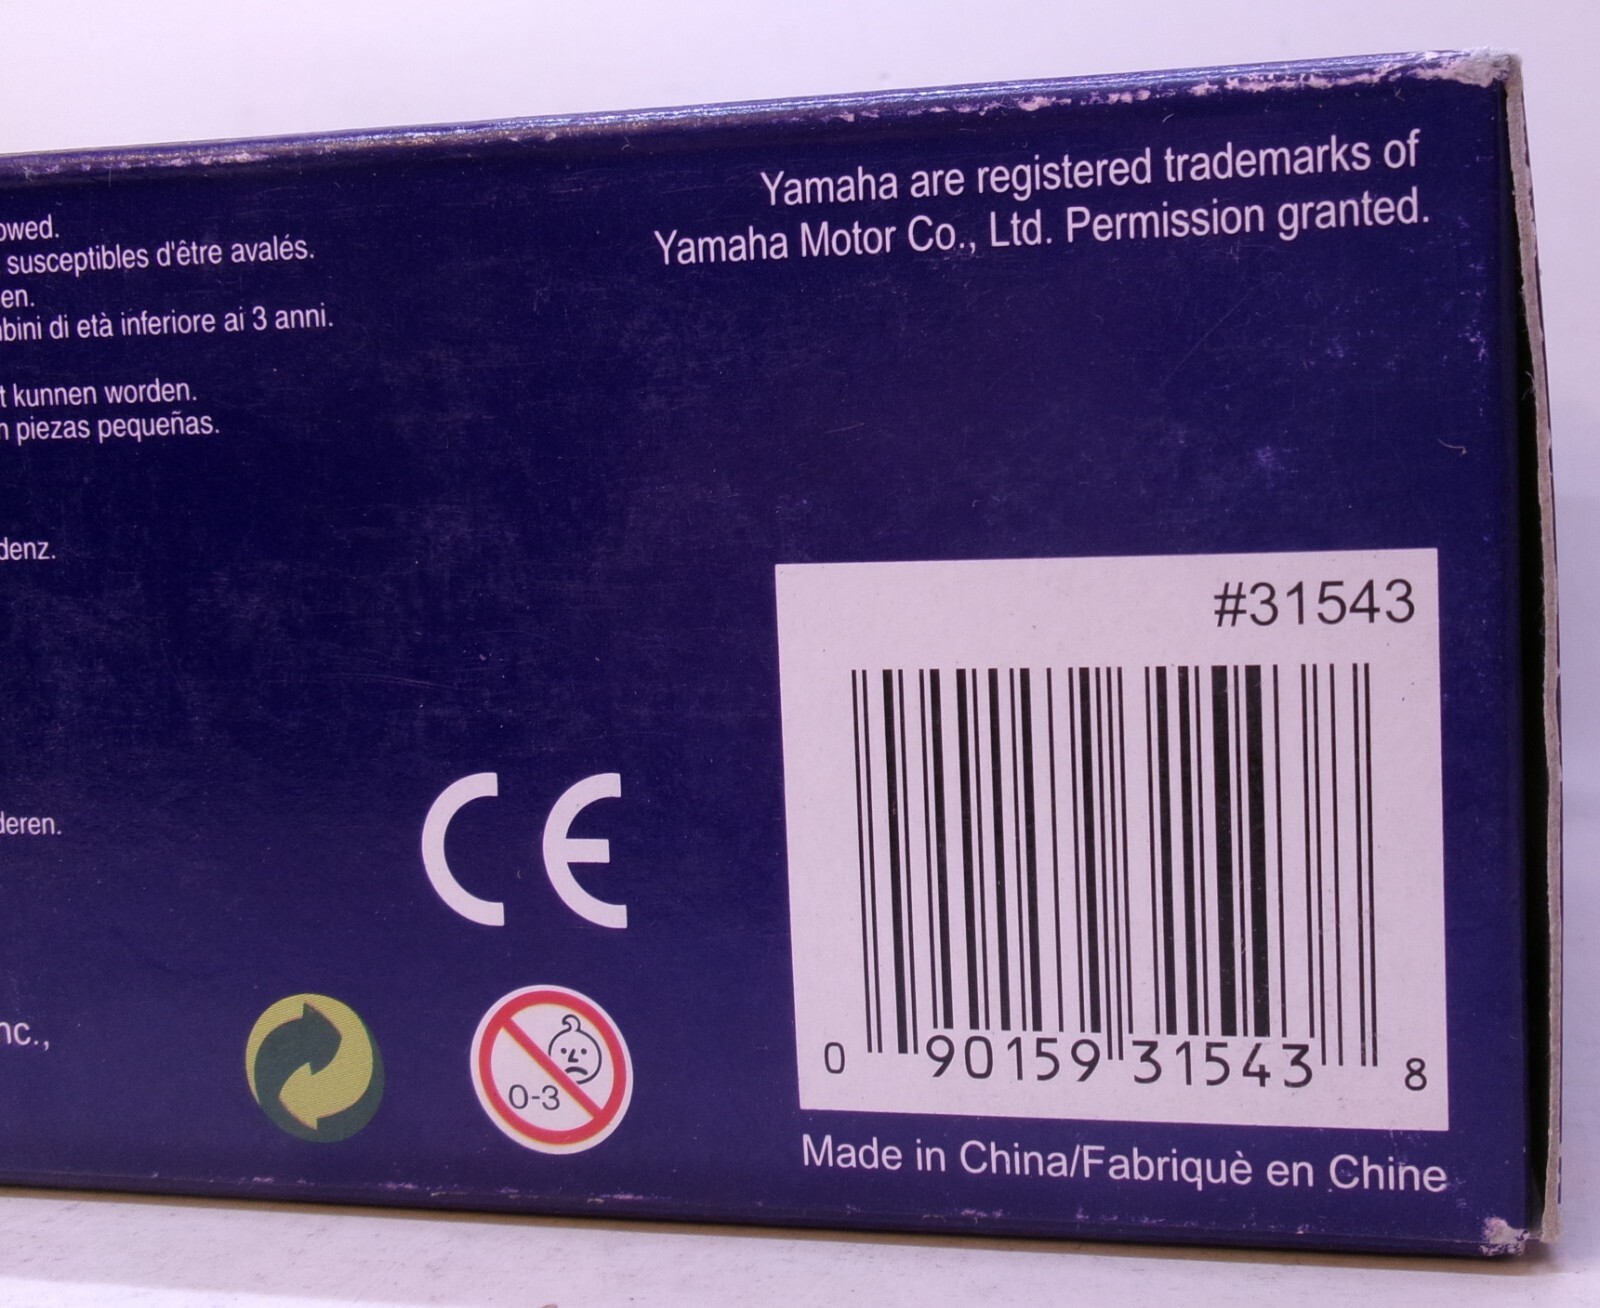 Yamaha are registered trademarks of
Yamaha Motor Co., Ltd. Permission granted.
susceptibles d'être avalés.
di età inferiore ai 3 anni.
kunnen worden.
piezas pequeñas.
#31543
CE
0-3
0 90159 31543 8
Made in China/Fabriquè en Chine